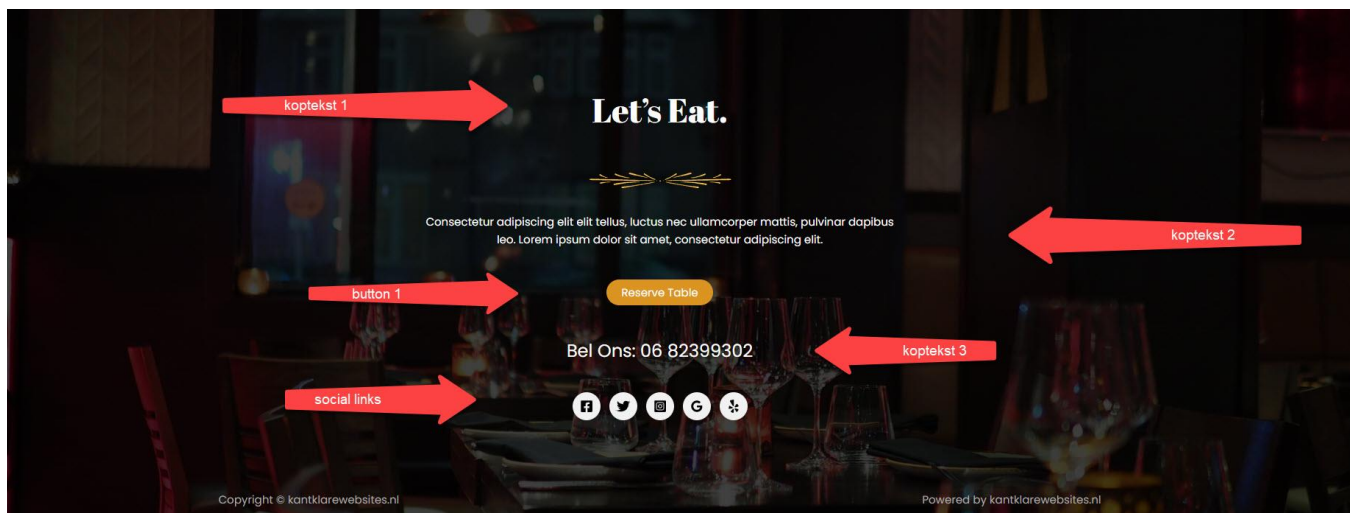 koptekst 1
Let's Eat.
Consectetur adipiscing elit elit tellus, luctus nec ullamcorper mattis, pulvinar dapibus
leo. Lorem ipsum dolor sit amet, consectetur adipiscing elit.
koptekst 2
button 1
Reserve Table
Bel Ons: 06 82399302
koptekst 3
social links
Copyright © kantklarewebsites.nl
Powered by kantklarewebsites.nl